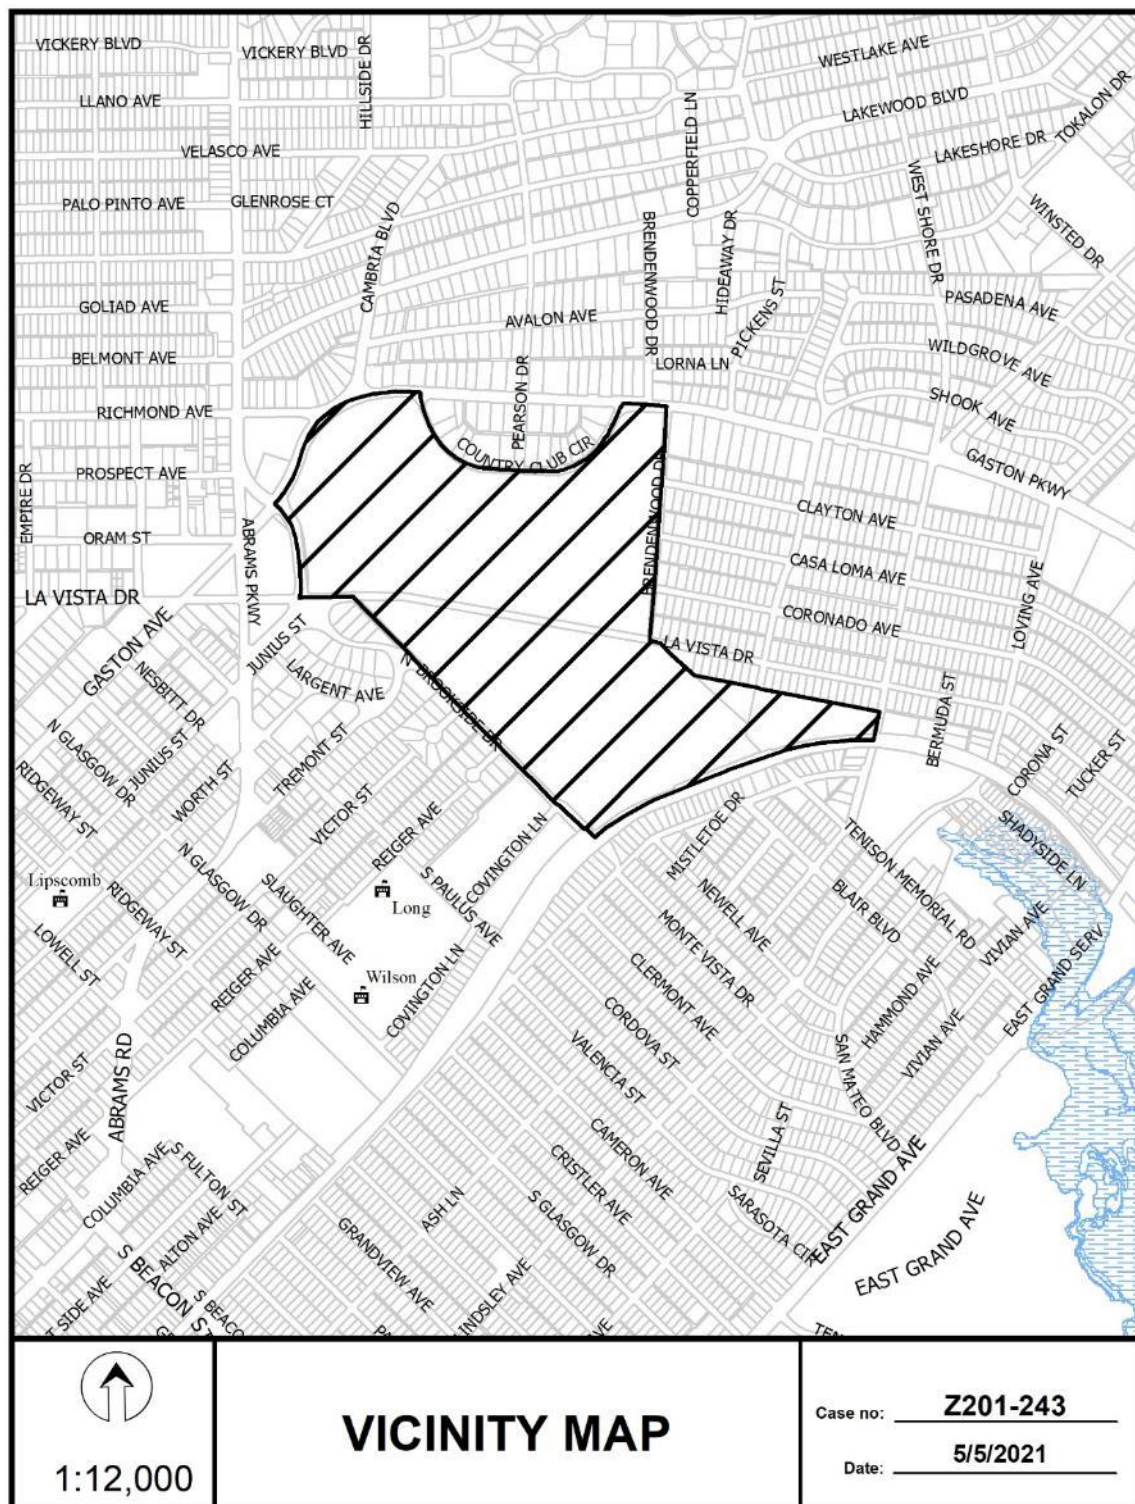 VICKERY BLVD
VICKERY BLVD
HILLSIDE DR
WESTLAKE AVE
LLANO AVE
COPPERFIELD LN
LAKEWOOD BLVD
TOKALON DR
VELASCO AVE
LAKESHORE DR
PALO PINTO AVE
GLENROSE CT
WEST SHORE DR
CAMBRIA BLVD
BRENDENWOOD DR
HIDEAWAY DR
WINSTED DR
GOLIAD AVE
AVALON AVE
PICKENS ST
PASADENA AVE
BELMONT AVE
LORNA LN
WILDGROVE AVE
PEARSON DR
RICHMOND AVE
SHOOK AVE
COUNTRY CLUB CIR
PROSPECT AVE
GASTON PKWY
EMPIRE DR
BRENDENWOOD DR
CLAYTON AVE
ORAM ST
ABRAMS PKWY
CASA LOMA AVE
LA VISTA DR
LOVING AVE
CORONADO AVE
GASTON AVE
JUNIUS ST
LA VISTA DR
LARGENT AVE
N BROOKSIDE DR
NESBITT DR
BERMUDA ST
N GLASGOW DR
JUNIUS ST
TREMONT ST
CORONA ST
TUCKER ST
RIDGEWAY ST
WORTH ST
VICTOR ST
REIGER AVE
MISTLETOE DR
SHADYSIDE LN
COVINGTON LN
TENISON MEMORIAL RD
Lipscomb
N GLASGOW DR
SLAUGHTER AVE
Long
S PAULUS AVE
NEWELL AVE
BLAIR BLVD
RIDGEWAY ST
LOWELL ST
MONTE VISTA DR
VIVIAN AVE
REIGER AVE
Wilson
COVINGTON LN
CLERMONT AVE
EAST GRAND SERV
COLUMBIA AVE
CORDOVA ST
HAMMOND AVE
VALENCIA ST
VIVIAN AVE
VICTOR ST
ABRAMS RD
SAN MATEO BLVD
REIGER AVE
CAMERON AVE
SEVILLA ST
COLUMBIA AVE
S FULTON ST
CRISTLER AVE
EAST GRAND AVE
ASH LN
S GLASGOW DR
SARASOTA CIR
ALTON AVE
GRANDVIEW AVE
EAST GRAND AVE
S BEACON ST
LINDSLEY AVE
T SIDE AVE
S BEACO
VE
TEN
1:12,000
VICINITY MAP
Case no: Z201-243
Date: 5/5/2021